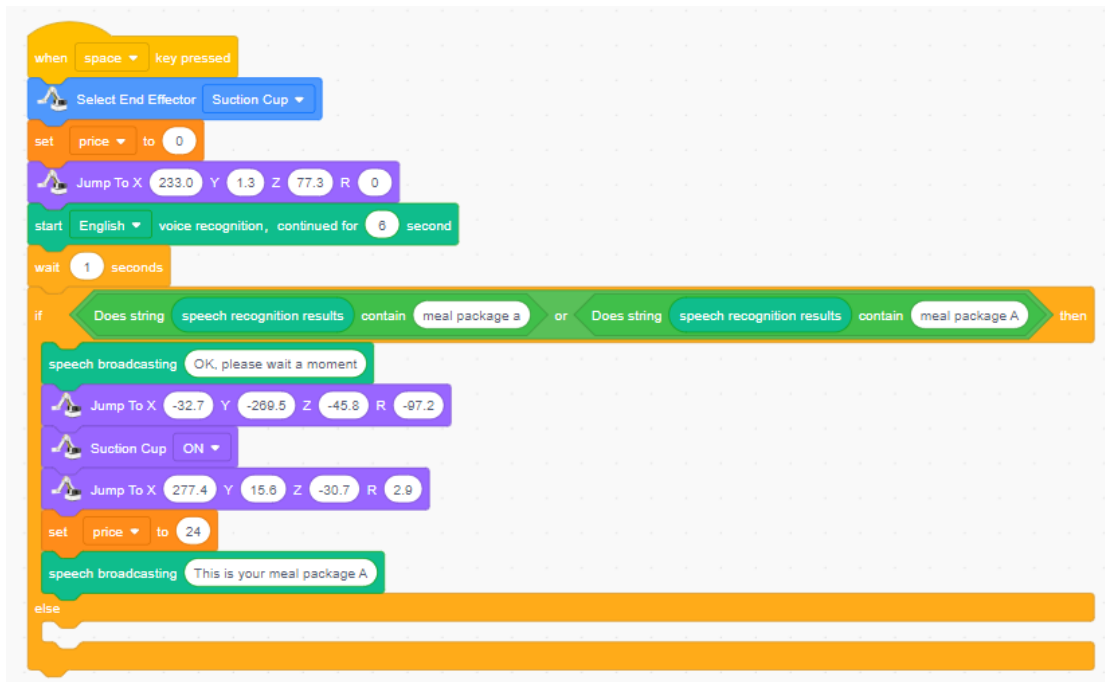 when space key pressed
Select End Effector Suction Cup
set price to 0
Jump To X 233.0 Y 1.3 Z 77.3 R 0
start English voice recognition, continued for 6 second
wait 1 seconds
if Does string speech recognition results contain meal package a or Does string speech recognition results contain meal package A then
speech broadcasting OK, please wait a moment
Jump To X -32.7 Y -269.5 Z -45.8 R -97.2
Suction Cup ON
Jump To X 277.4 Y 15.6 Z -30.7 R 2.9
set price to 24
speech broadcasting This is your meal package A
else